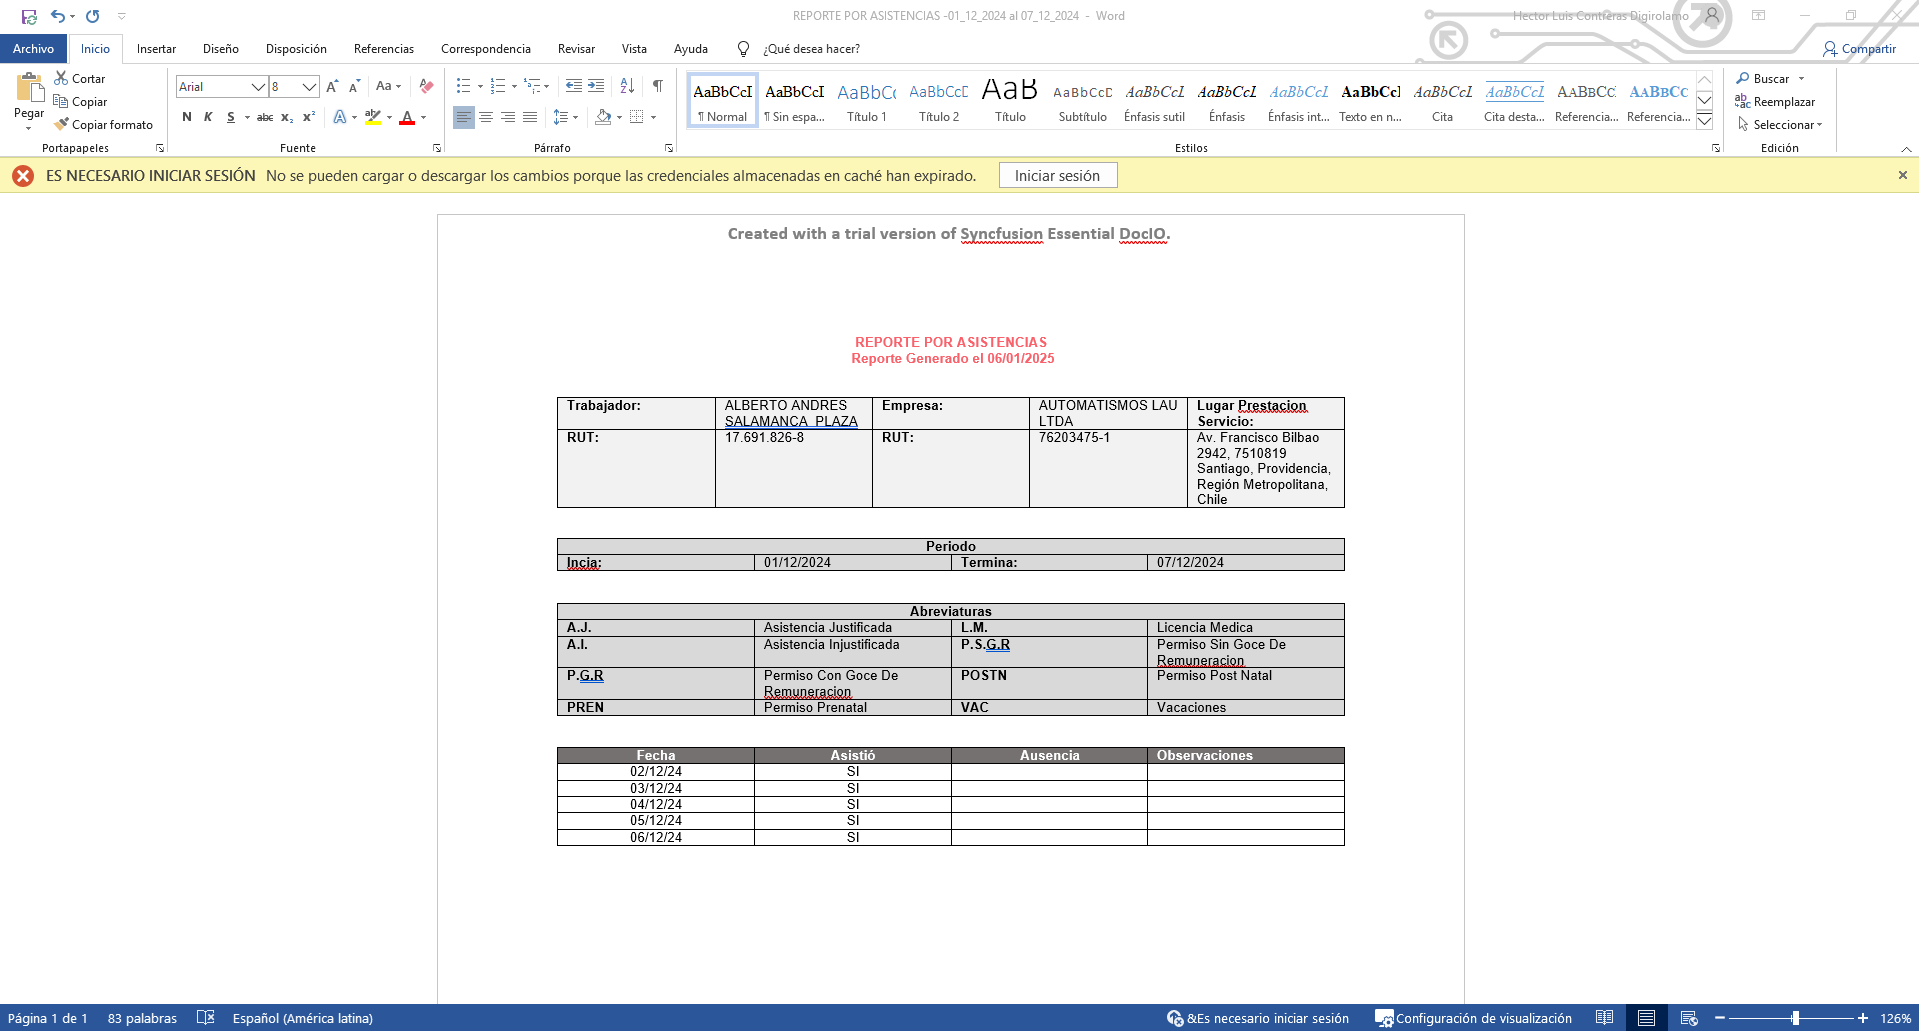 REPORTE POR ASISTENCIAS -01_12_2024 al 07_12_2024 - Word
Hector Luis Contreras Digirolamo
Archivo Inicio Insertar Diseño Disposición Referencias Correspondencia Revisar Vista Ayuda ¿Qué desea hacer? Compartir
Pegar
Cortar
Copiar
Copiar formato
Portapapeles
Arial 8
Fuente
Párrafo
AaBbCcI AaBbCcI AaBbCc AaBbCcD AaB AaBbCcD AaBbCcL AaBbCcL AaBbCcL AaBbCcI AaBbCcL AaBbCcL AaBbCc AaBbCc
¶ Normal ¶ Sin espa... Título 1 Título 2 Título Subtítulo Énfasis sutil Énfasis Énfasis int... Texto en n... Cita Cita desta... Referencia... Referencia...
Estilos
Buscar
Reemplazar
Seleccionar
Edición
ES NECESARIO INICIAR SESIÓN No se pueden cargar o descargar los cambios porque las credenciales almacenadas en caché han expirado. Iniciar sesión
Created with a trial version of Syncfusion Essential DocIO.
REPORTE POR ASISTENCIAS
Reporte Generado el 06/01/2025
Trabajador: ALBERTO ANDRES SALAMANCA PLAZA Empresa: AUTOMATISMOS LAU LTDA Lugar Prestacion Servicio:
RUT: 17.691.826-8 RUT: 76203475-1 Av. Francisco Bilbao 2942, 7510819 Santiago, Providencia, Región Metropolitana, Chile
Periodo
Incia: 01/12/2024 Termina: 07/12/2024
Abreviaturas
A.J. Asistencia Justificada L.M. Licencia Medica
A.I. Asistencia Injustificada P.S.G.R Permiso Sin Goce De Remuneracion
P.G.R Permiso Con Goce De Remuneracion POSTN Permiso Post Natal
PREN Permiso Prenatal VAC Vacaciones
Fecha Asistió Ausencia Observaciones
02/12/24 SI
03/12/24 SI
04/12/24 SI
05/12/24 SI
06/12/24 SI
Página 1 de 1 83 palabras Español (América latina) &Es necesario iniciar sesión Configuración de visualización 126%